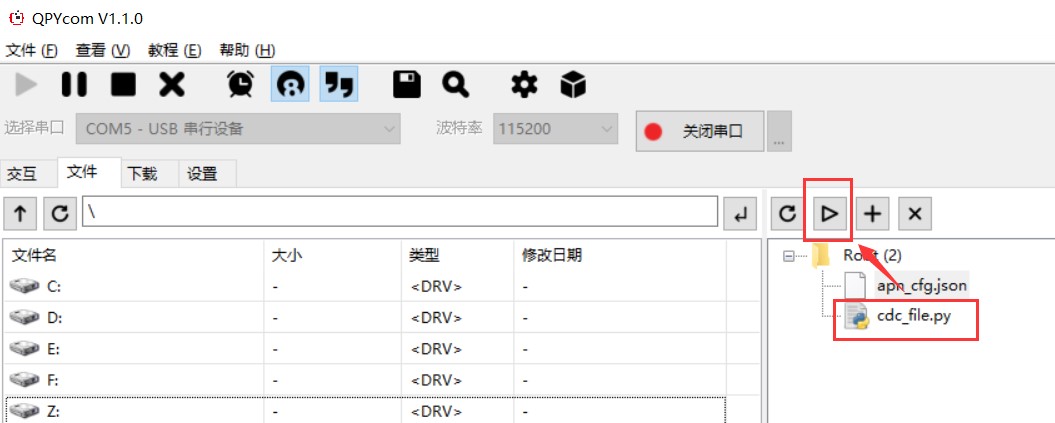 QPYcom V1.1.0
文件 (F) 查看 (V) 教程 (E) 帮助 (H)
选择串口 COM5 - USB 串行设备 波特率 115200 关闭串口 ...
交互 文件 下载 设置
\
文件名 大小 类型 修改日期
Root (2)
C: - <DRV> -
apn_cfg.json
D: - <DRV> -
cdc_file.py
E: - <DRV> -
F: - <DRV> -
Z: - <DRV> -